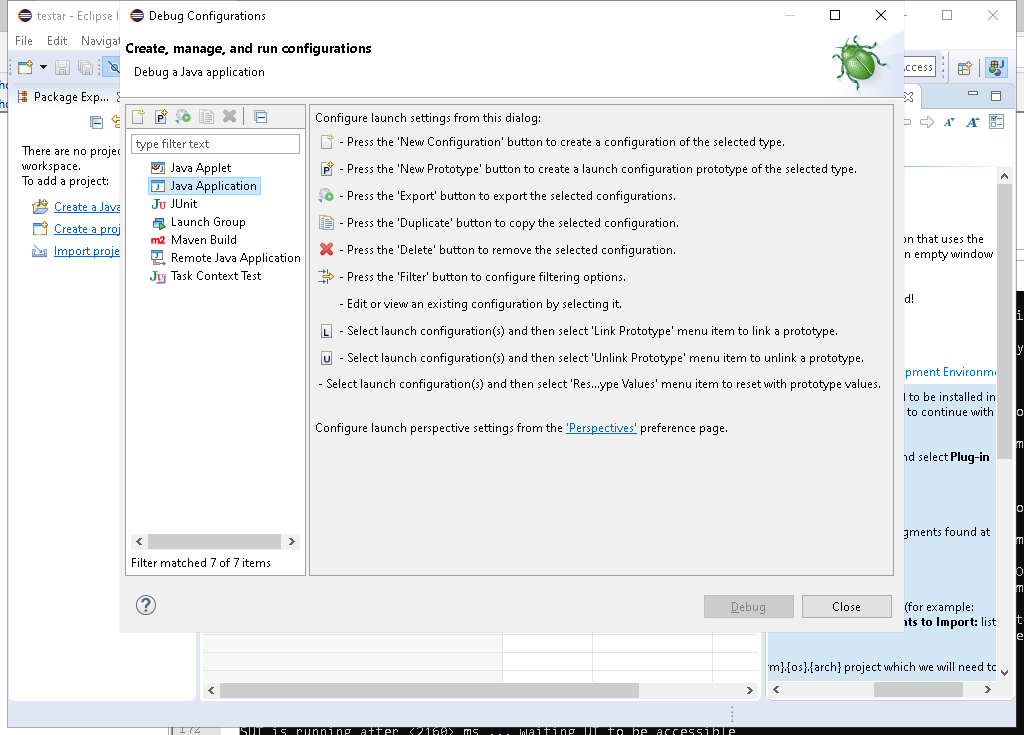 testar - Eclipse I
Debug Configurations
File Edit Navigat
Create, manage, and run configurations
Debug a Java application
ccess
Package Exp...
type filter text
There are no projec
workspace.
To add a project:
Create a Java
Create a proj
Import proje
Java Applet
Java Application
JUnit
Launch Group
Maven Build
Remote Java Application
Task Context Test
Filter matched 7 of 7 items
Configure launch settings from this dialog:
- Press the 'New Configuration' button to create a configuration of the selected type.
- Press the 'New Prototype' button to create a launch configuration prototype of the selected type.
- Press the 'Export' button to export the selected configurations.
- Press the 'Duplicate' button to copy the selected configuration.
- Press the 'Delete' button to remove the selected configuration.
- Press the 'Filter' button to configure filtering options.
- Edit or view an existing configuration by selecting it.
- Select launch configuration(s) and then select 'Link Prototype' menu item to link a prototype.
- Select launch configuration(s) and then select 'Unlink Prototype' menu item to unlink a prototype.
- Select launch configuration(s) and then select 'Res...ype Values' menu item to reset with prototype values.
Configure launch perspective settings from the 'Perspectives' preference page.
Debug
Close
on that uses the
n empty window
d!
pment Environme
l to be installed in
to continue with
nd select Plug-in
gments found at
(for example:
nts to Import: list
rm}.{os}.{arch} project which we will need to
172
SUT is running after <2160> ms ... waiting UI to be accessible